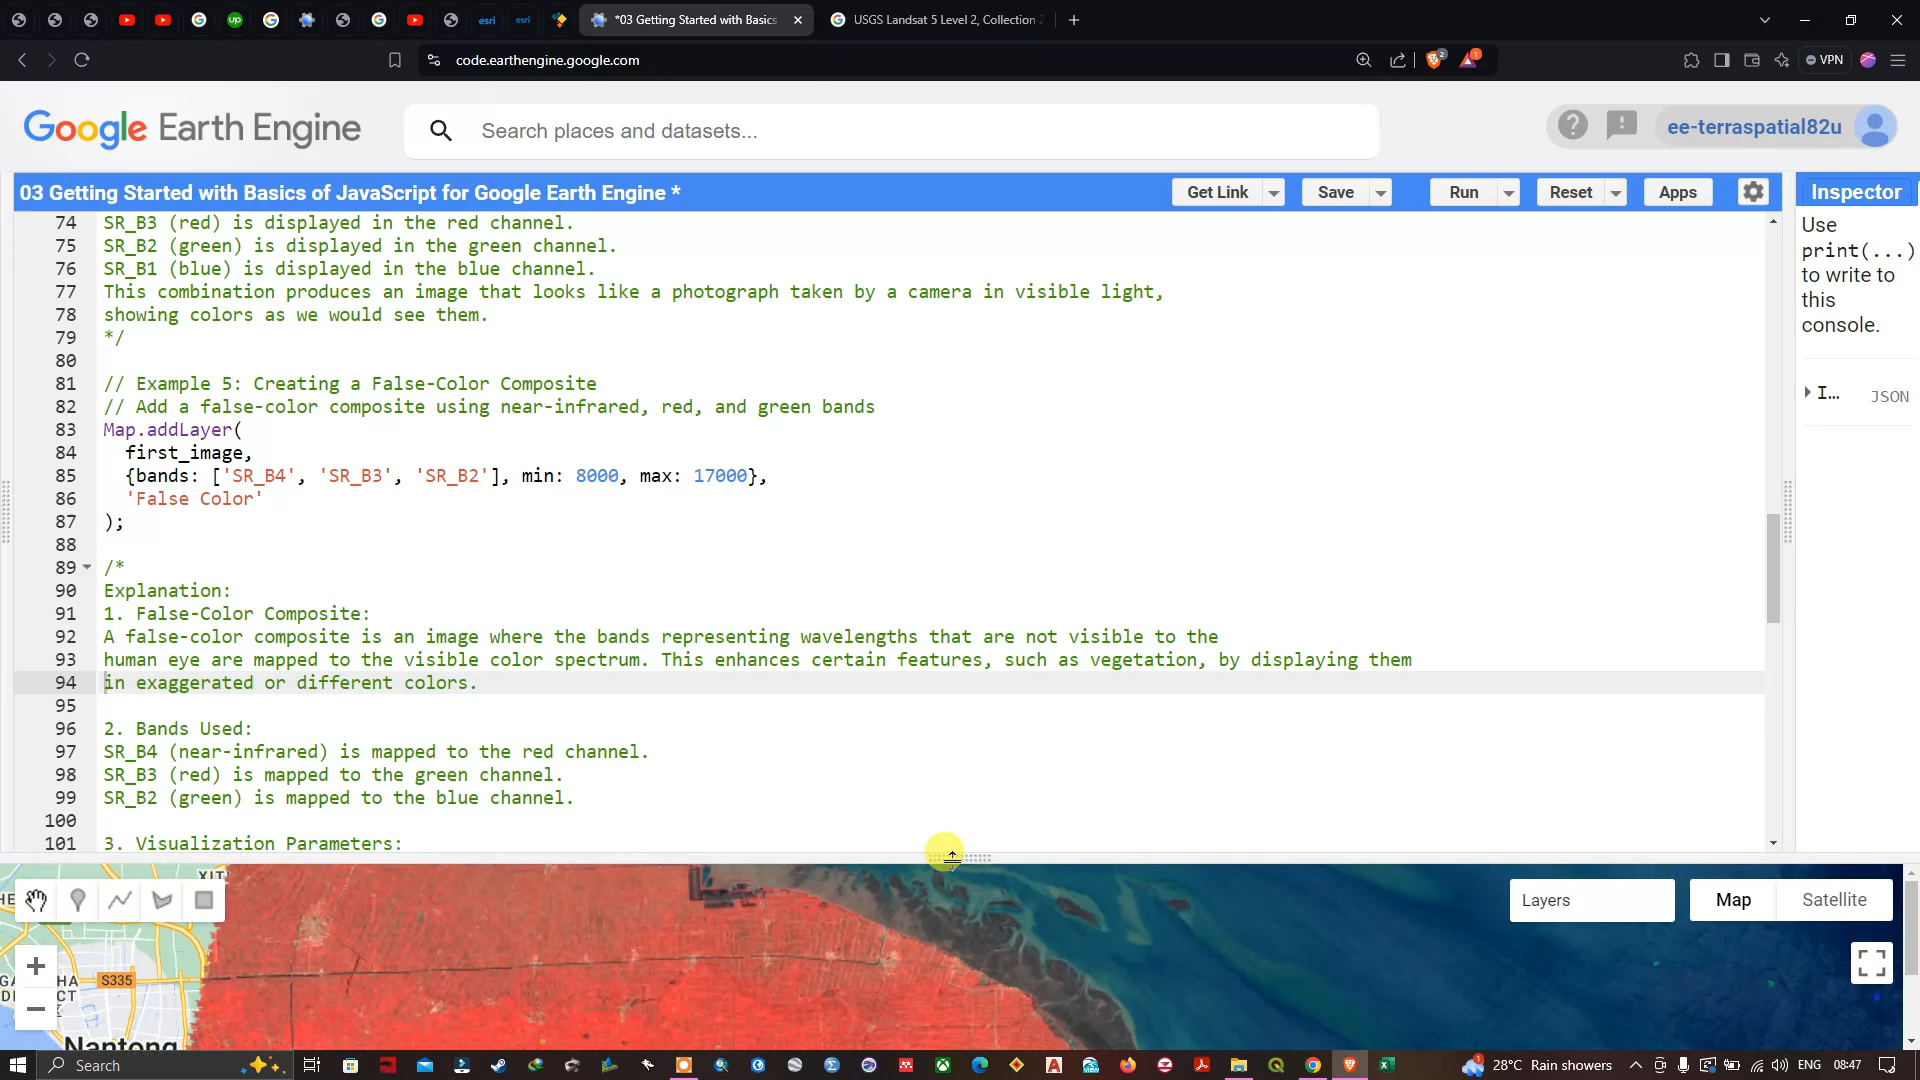 *03 Getting Started with Basics
USGS Landsat 5 Level 2, Collection 2
code.earthengine.google.com
VPN
Google Earth Engine
Search places and datasets...
ee-terraspatial82u
03 Getting Started with Basics of JavaScript for Google Earth Engine *
Get Link
Save
Run
Reset
Apps
Inspector
Use
print(...)
to write to
this
console.
I...
JSON
74 SR_B3 (red) is displayed in the red channel.
75 SR_B2 (green) is displayed in the green channel.
76 SR_B1 (blue) is displayed in the blue channel.
77 This combination produces an image that looks like a photograph taken by a camera in visible light,
78 showing colors as we would see them.
79 */
80
81 // Example 5: Creating a False-Color Composite
82 // Add a false-color composite using near-infrared, red, and green bands
83 Map.addLayer(
84 first_image,
85 {bands: ['SR_B4', 'SR_B3', 'SR_B2'], min: 8000, max: 17000},
86 'False Color'
87 );
88
89 /*
90 Explanation:
91 1. False-Color Composite:
92 A false-color composite is an image where the bands representing wavelengths that are not visible to the
93 human eye are mapped to the visible color spectrum. This enhances certain features, such as vegetation, by displaying them
94 in exaggerated or different colors.
95
96 2. Bands Used:
97 SR_B4 (near-infrared) is mapped to the red channel.
98 SR_B3 (red) is mapped to the green channel.
99 SR_B2 (green) is mapped to the blue channel.
100
101 3. Visualization Parameters:
Layers
Map
Satellite
S335
Nantong
Search
28°C Rain showers
ENG
08:47